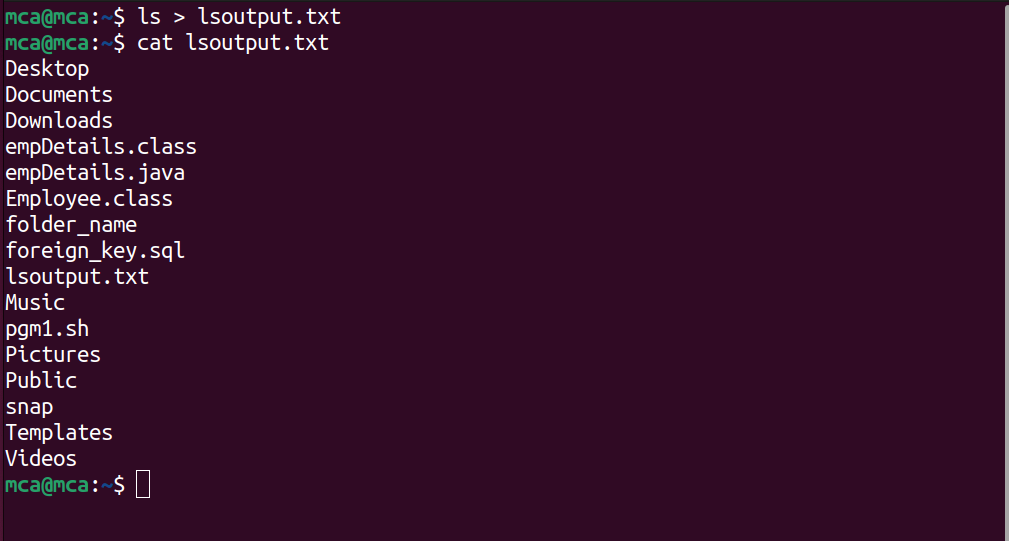 mca@mca:~$ ls > lsoutput.txt
mca@mca:~$ cat lsoutput.txt
Desktop
Documents
Downloads
empDetails.class
empDetails.java
Employee.class
folder_name
foreign_key.sql
lsoutput.txt
Music
pgm1.sh
Pictures
Public
snap
Templates
Videos
mca@mca:~$